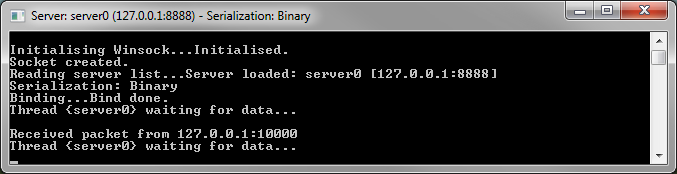 Server: server0 (127.0.0.1:8888) - Serialization: Binary
Initialising Winsock...Initialised.
Socket created.
Reading server list...Server loaded: server0 [127.0.0.1:8888]
Serialization: Binary
Binding...Bind done.
Thread {server0} waiting for data...
Received packet from 127.0.0.1:10000
Thread {server0} waiting for data...